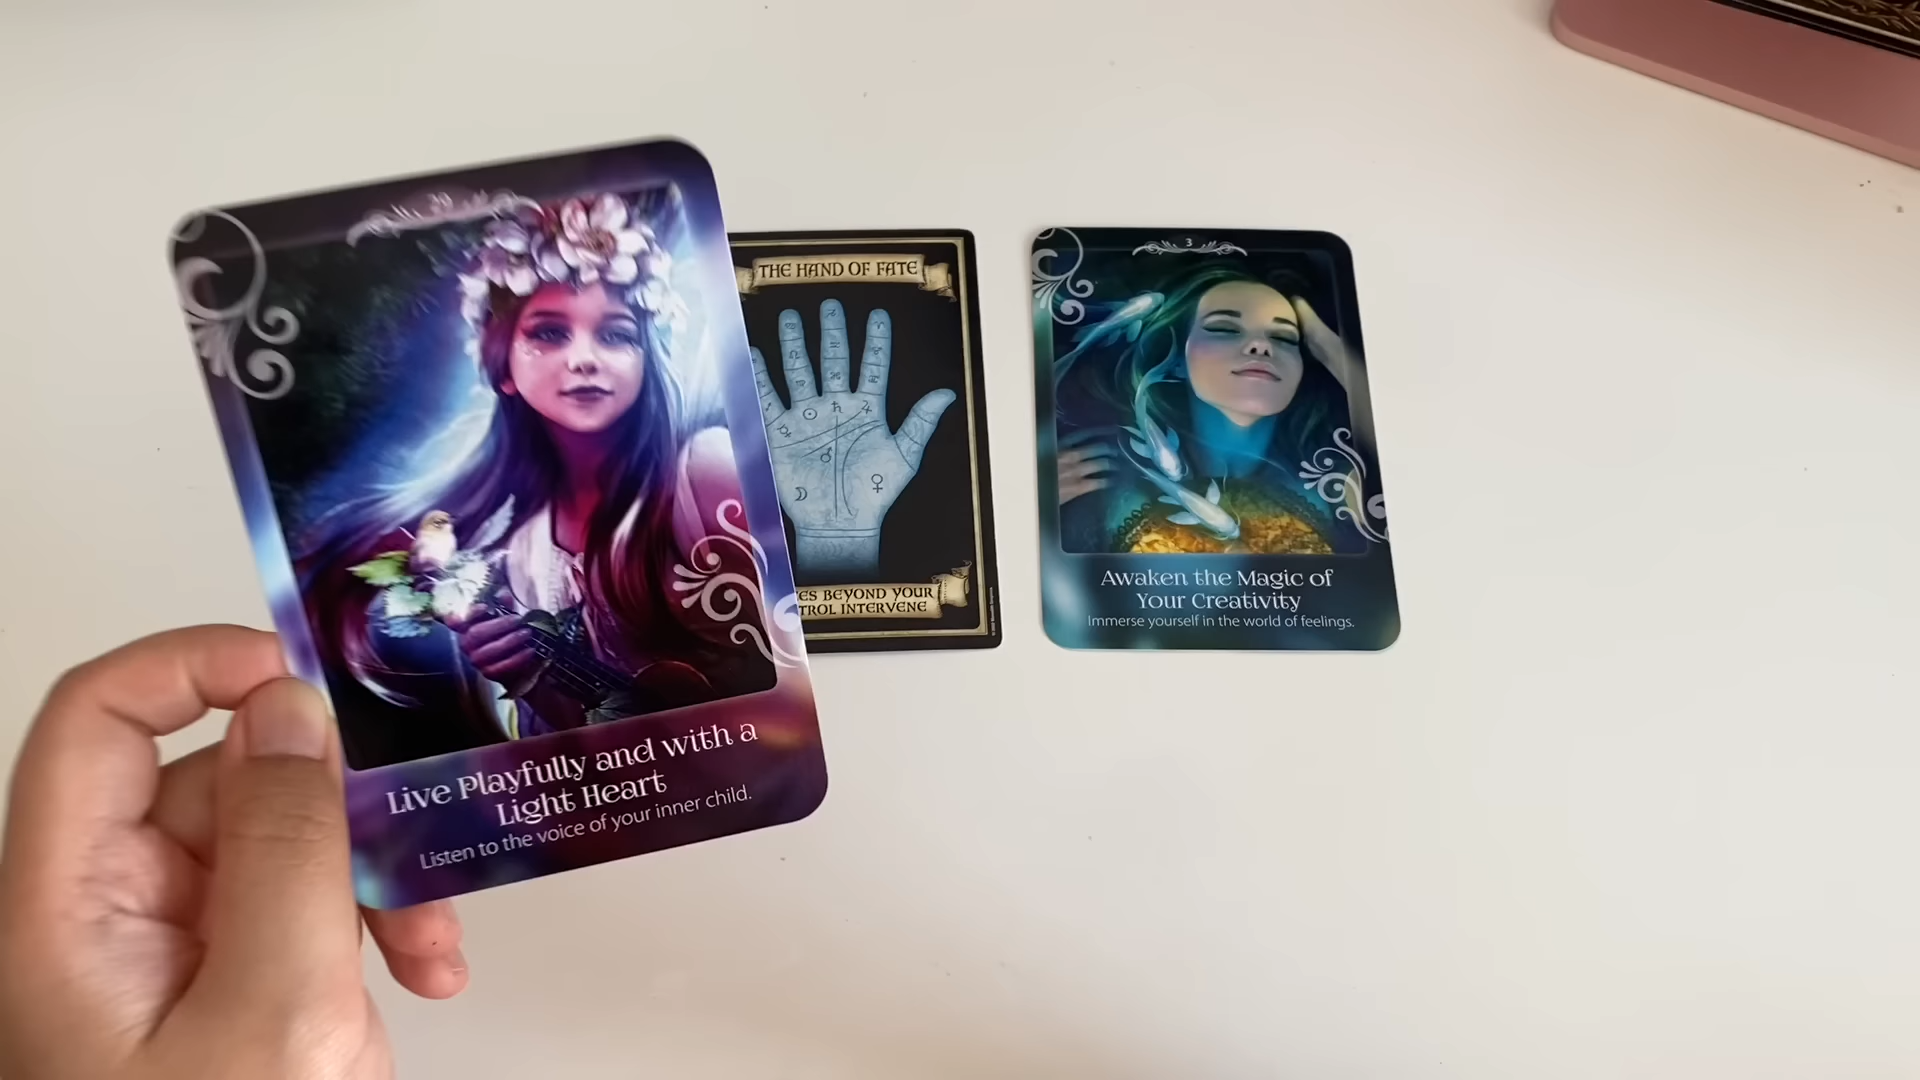 Live Playfully and with a
Light Heart
Listen to the voice of your inner child.
THE HAND OF FATE
BEYOND YOUR
INTERVENE
3
Awaken the Magic of
Your Creativity
Immerse yourself in the world of feelings.